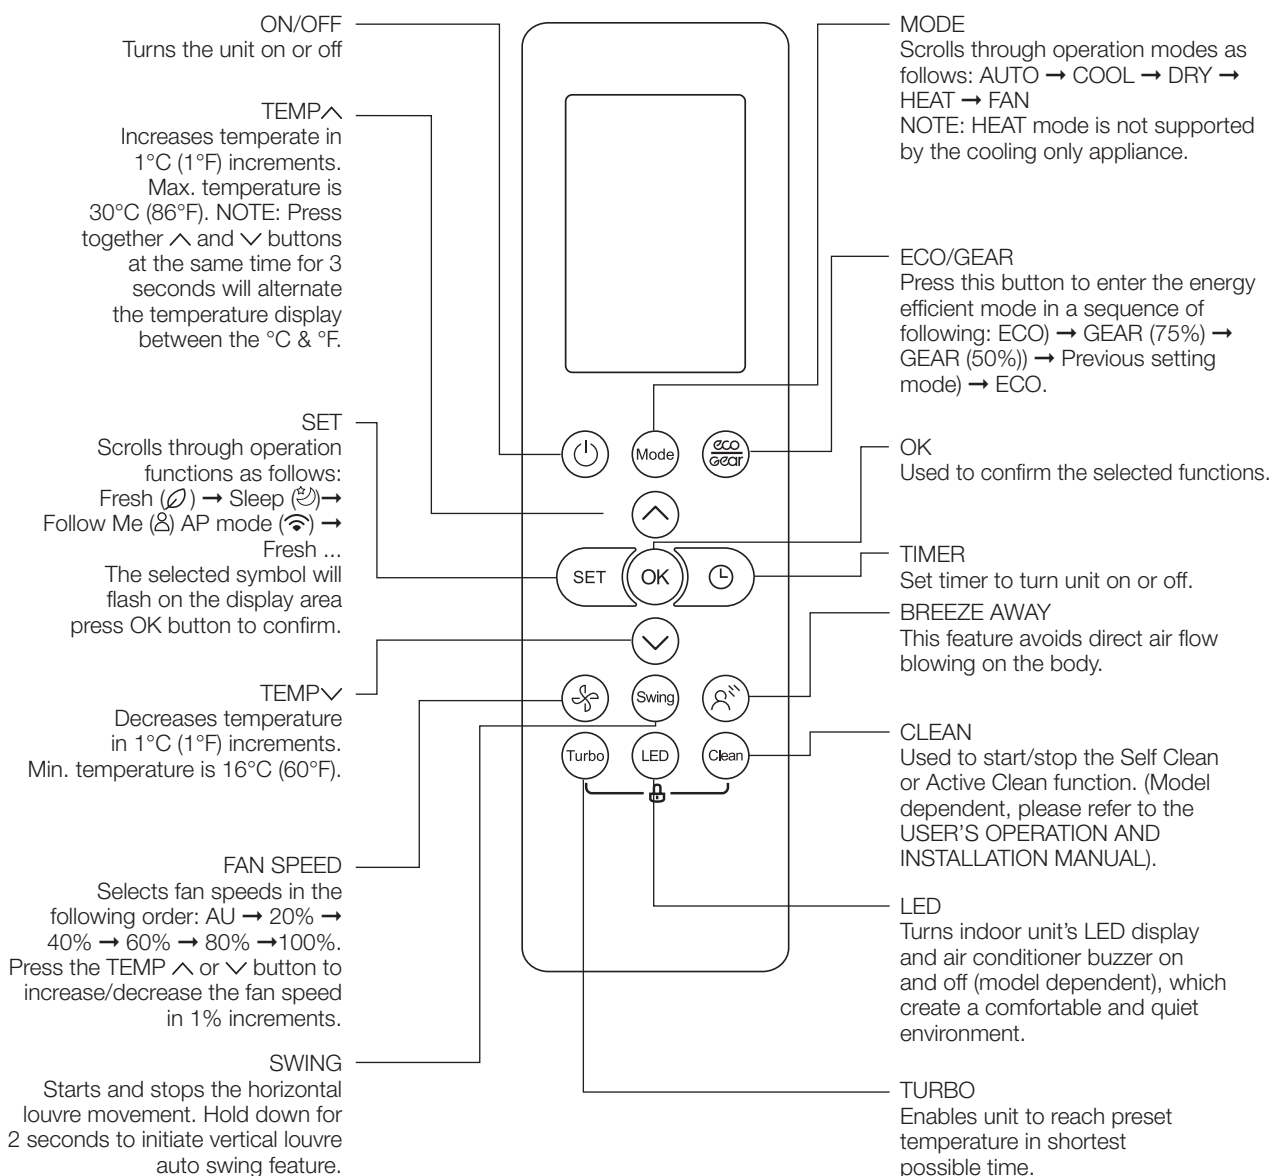 ON/OFF
Turns the unit on or off
TEMP∧
Increases temperate in
1°C (1°F) increments.
Max. temperature is
30°C (86°F). NOTE: Press
together ∧ and ∨ buttons
at the same time for 3
seconds will alternate
the temperature display
between the °C & °F.
SET
Scrolls through operation
functions as follows:
Fresh ( ) → Sleep ( )→
Follow Me ( ) AP mode ( ) →
Fresh ...
The selected symbol will
flash on the display area
press OK button to confirm.
TEMP∨
Decreases temperature
in 1°C (1°F) increments.
Min. temperature is 16°C (60°F).
FAN SPEED
Selects fan speeds in the
following order: AU → 20% →
40% → 60% → 80% →100%.
Press the TEMP ∧ or ∨ button to
increase/decrease the fan speed
in 1% increments.
SWING
Starts and stops the horizontal
louvre movement. Hold down for
2 seconds to initiate vertical louvre
auto swing feature.
Mode
eco
Gear
SET
OK
Swing
Turbo
LED
Clean
MODE
Scrolls through operation modes as
follows: AUTO → COOL → DRY →
HEAT → FAN
NOTE: HEAT mode is not supported
by the cooling only appliance.
ECO/GEAR
Press this button to enter the energy
efficient mode in a sequence of
following: ECO) → GEAR (75%) →
GEAR (50%)) → Previous setting
mode) → ECO.
OK
Used to confirm the selected functions.
TIMER
Set timer to turn unit on or off.
BREEZE AWAY
This feature avoids direct air flow
blowing on the body.
CLEAN
Used to start/stop the Self Clean
or Active Clean function. (Model
dependent, please refer to the
USER'S OPERATION AND
INSTALLATION MANUAL).
LED
Turns indoor unit's LED display
and air conditioner buzzer on
and off (model dependent), which
create a comfortable and quiet
environment.
TURBO
Enables unit to reach preset
temperature in shortest
possible time.